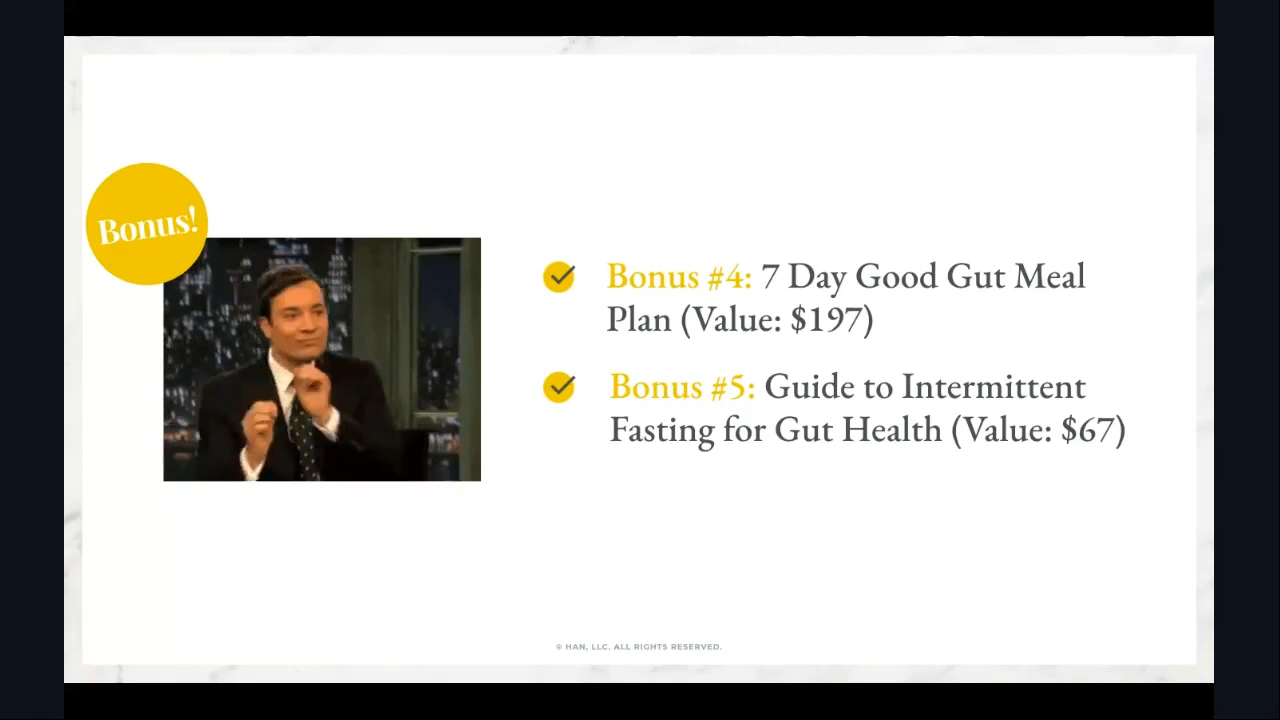 Bonus!
Bonus #4: 7 Day Good Gut Meal
Plan (Value: $197)
Bonus #5: Guide to Intermittent
Fasting for Gut Health (Value: $67)
© HAN, LLC. ALL RIGHTS RESERVED.